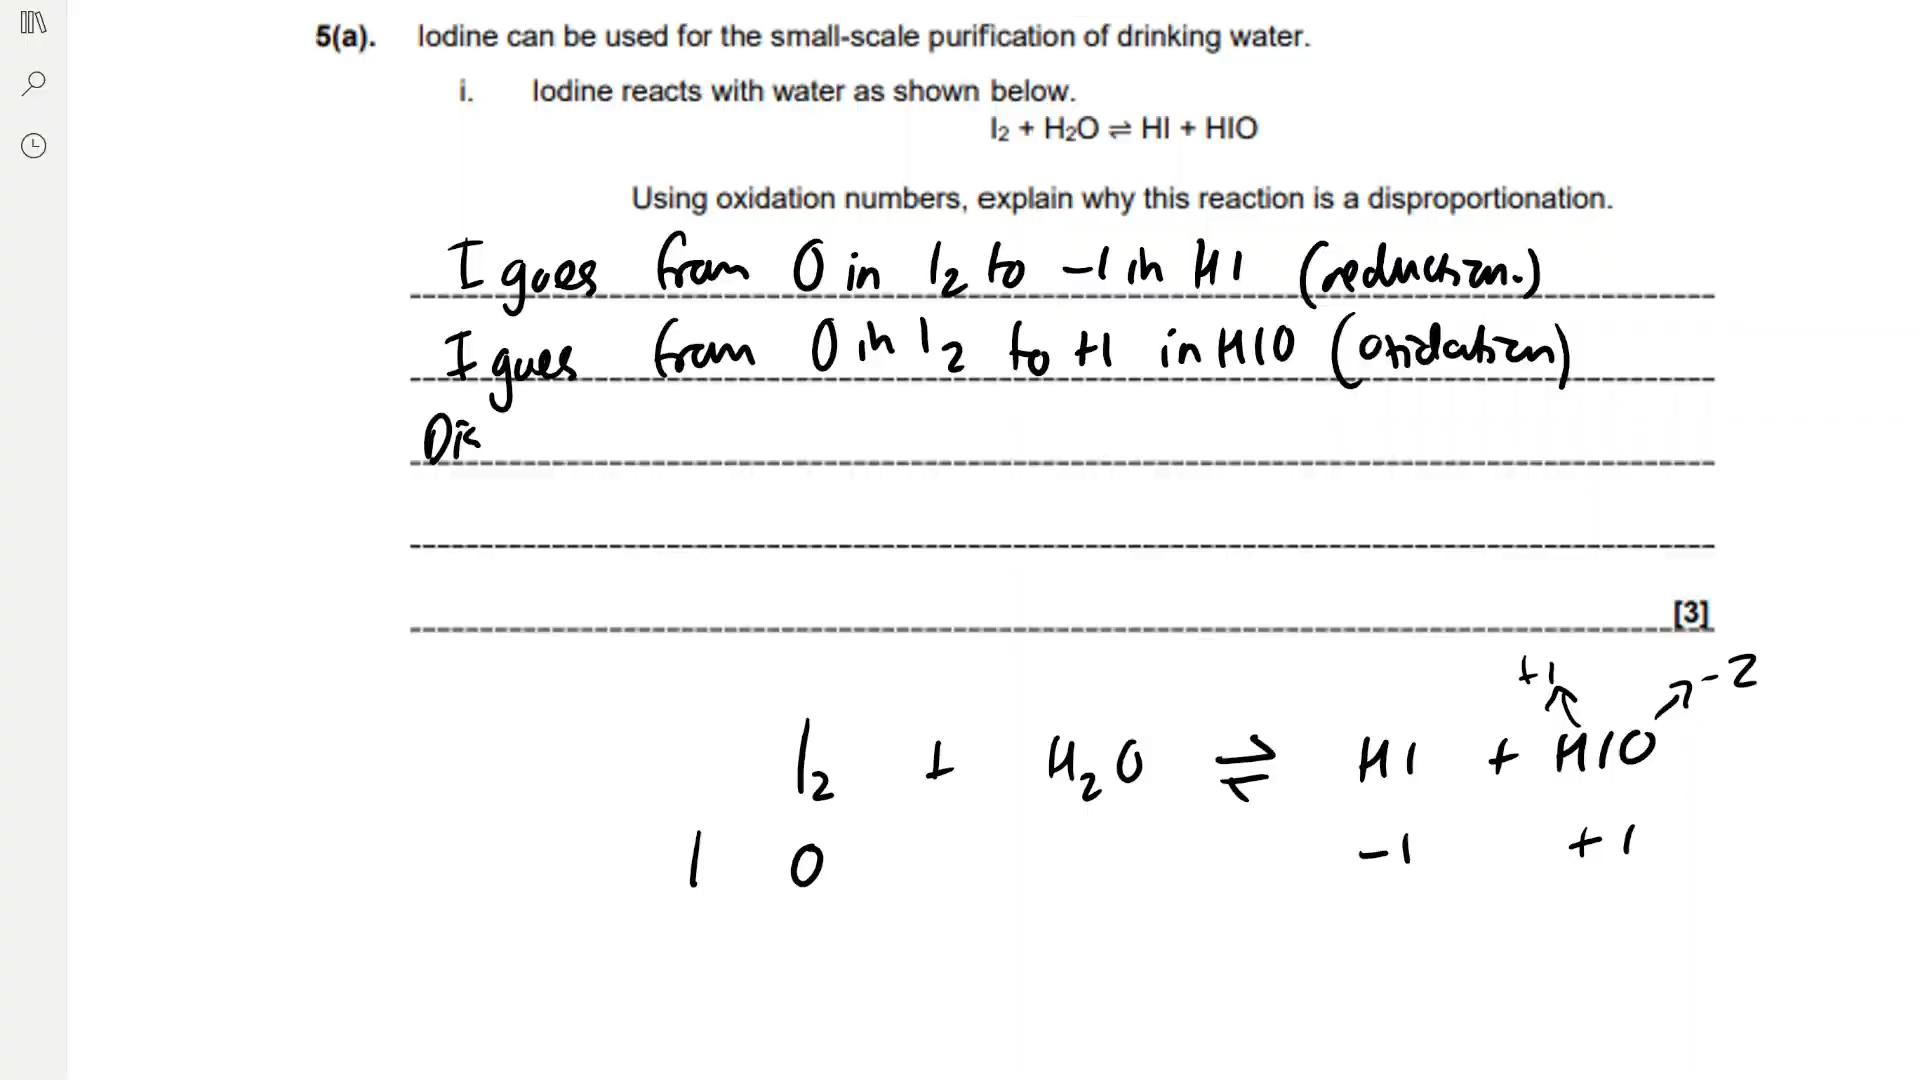 5(a). Iodine can be used for the small-scale purification of drinking water.
i. Iodine reacts with water as shown below.
I2 + H2O ⇌ HI + HIO
Using oxidation numbers, explain why this reaction is a disproportionation.
I goes from 0 in I2 to -1 in HI (reduction.)
I goes from 0 in I2 to +1 in HIO (oxidation)
Dis
[3]
+1 -2
I2 + H2O ⇌ HI + HIO
I 0 -1 +1